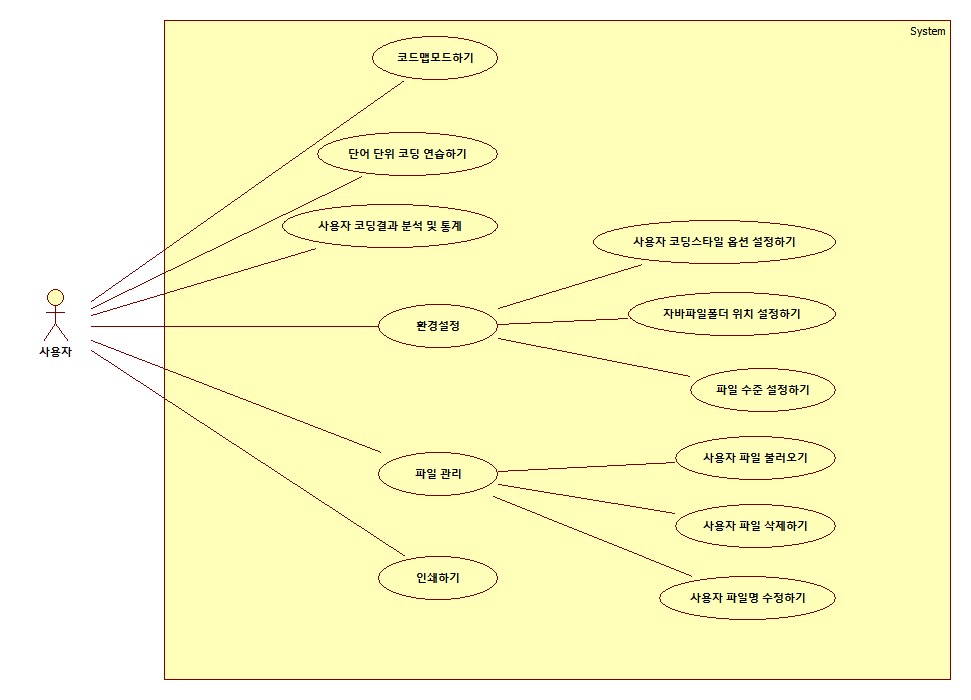 System
코드맵모드하기
단어 단위 코딩 연습하기
사용자 코딩결과 분석 및 통계
사용자 코딩스타일 옵션 설정하기
자바파일폴더 위치 설정하기
환경설정
사용자
파일 수준 설정하기
사용자 파일 불러오기
파일 관리
사용자 파일 삭제하기
인쇄하기
사용자 파일명 수정하기